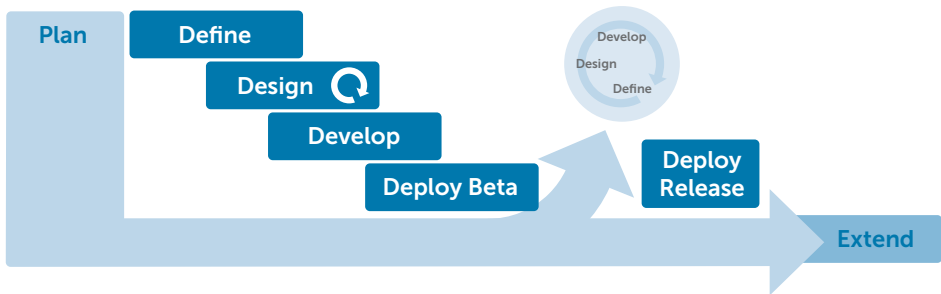 Plan
Define
Design
Develop
Deploy Beta
Develop
Design
Define
Deploy
Release
Extend